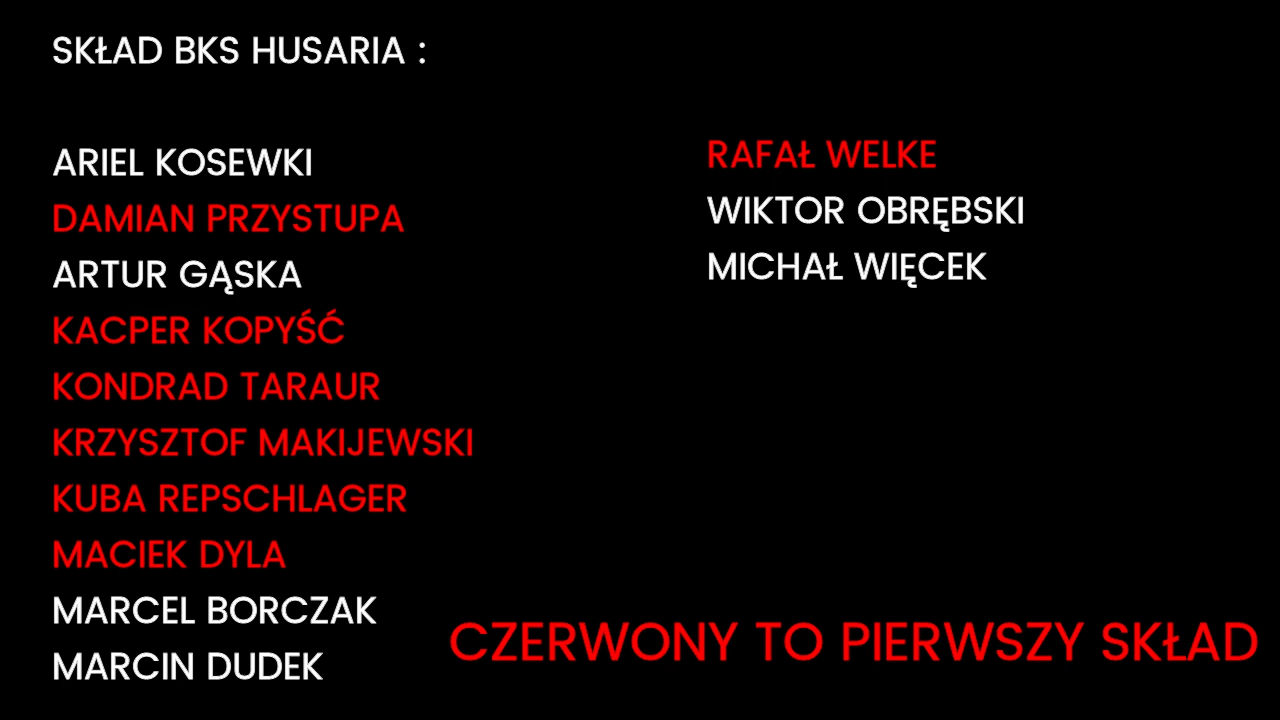 SKŁAD BKS HUSARIA :
ARIEL KOSEWKI
DAMIAN PRZYSTUPA
ARTUR GĄSKA
KACPER KOPYŚĆ
KONDRAD TARAUR
KRZYSZTOF MAKIJEWSKI
KUBA REPSCHLAGER
MACIEK DYLA
MARCEL BORCZAK
MARCIN DUDEK
RAFAŁ WELKE
WIKTOR OBRĘBSKI
MICHAŁ WIĘCEK
CZERWONY TO PIERWSZY SKŁAD